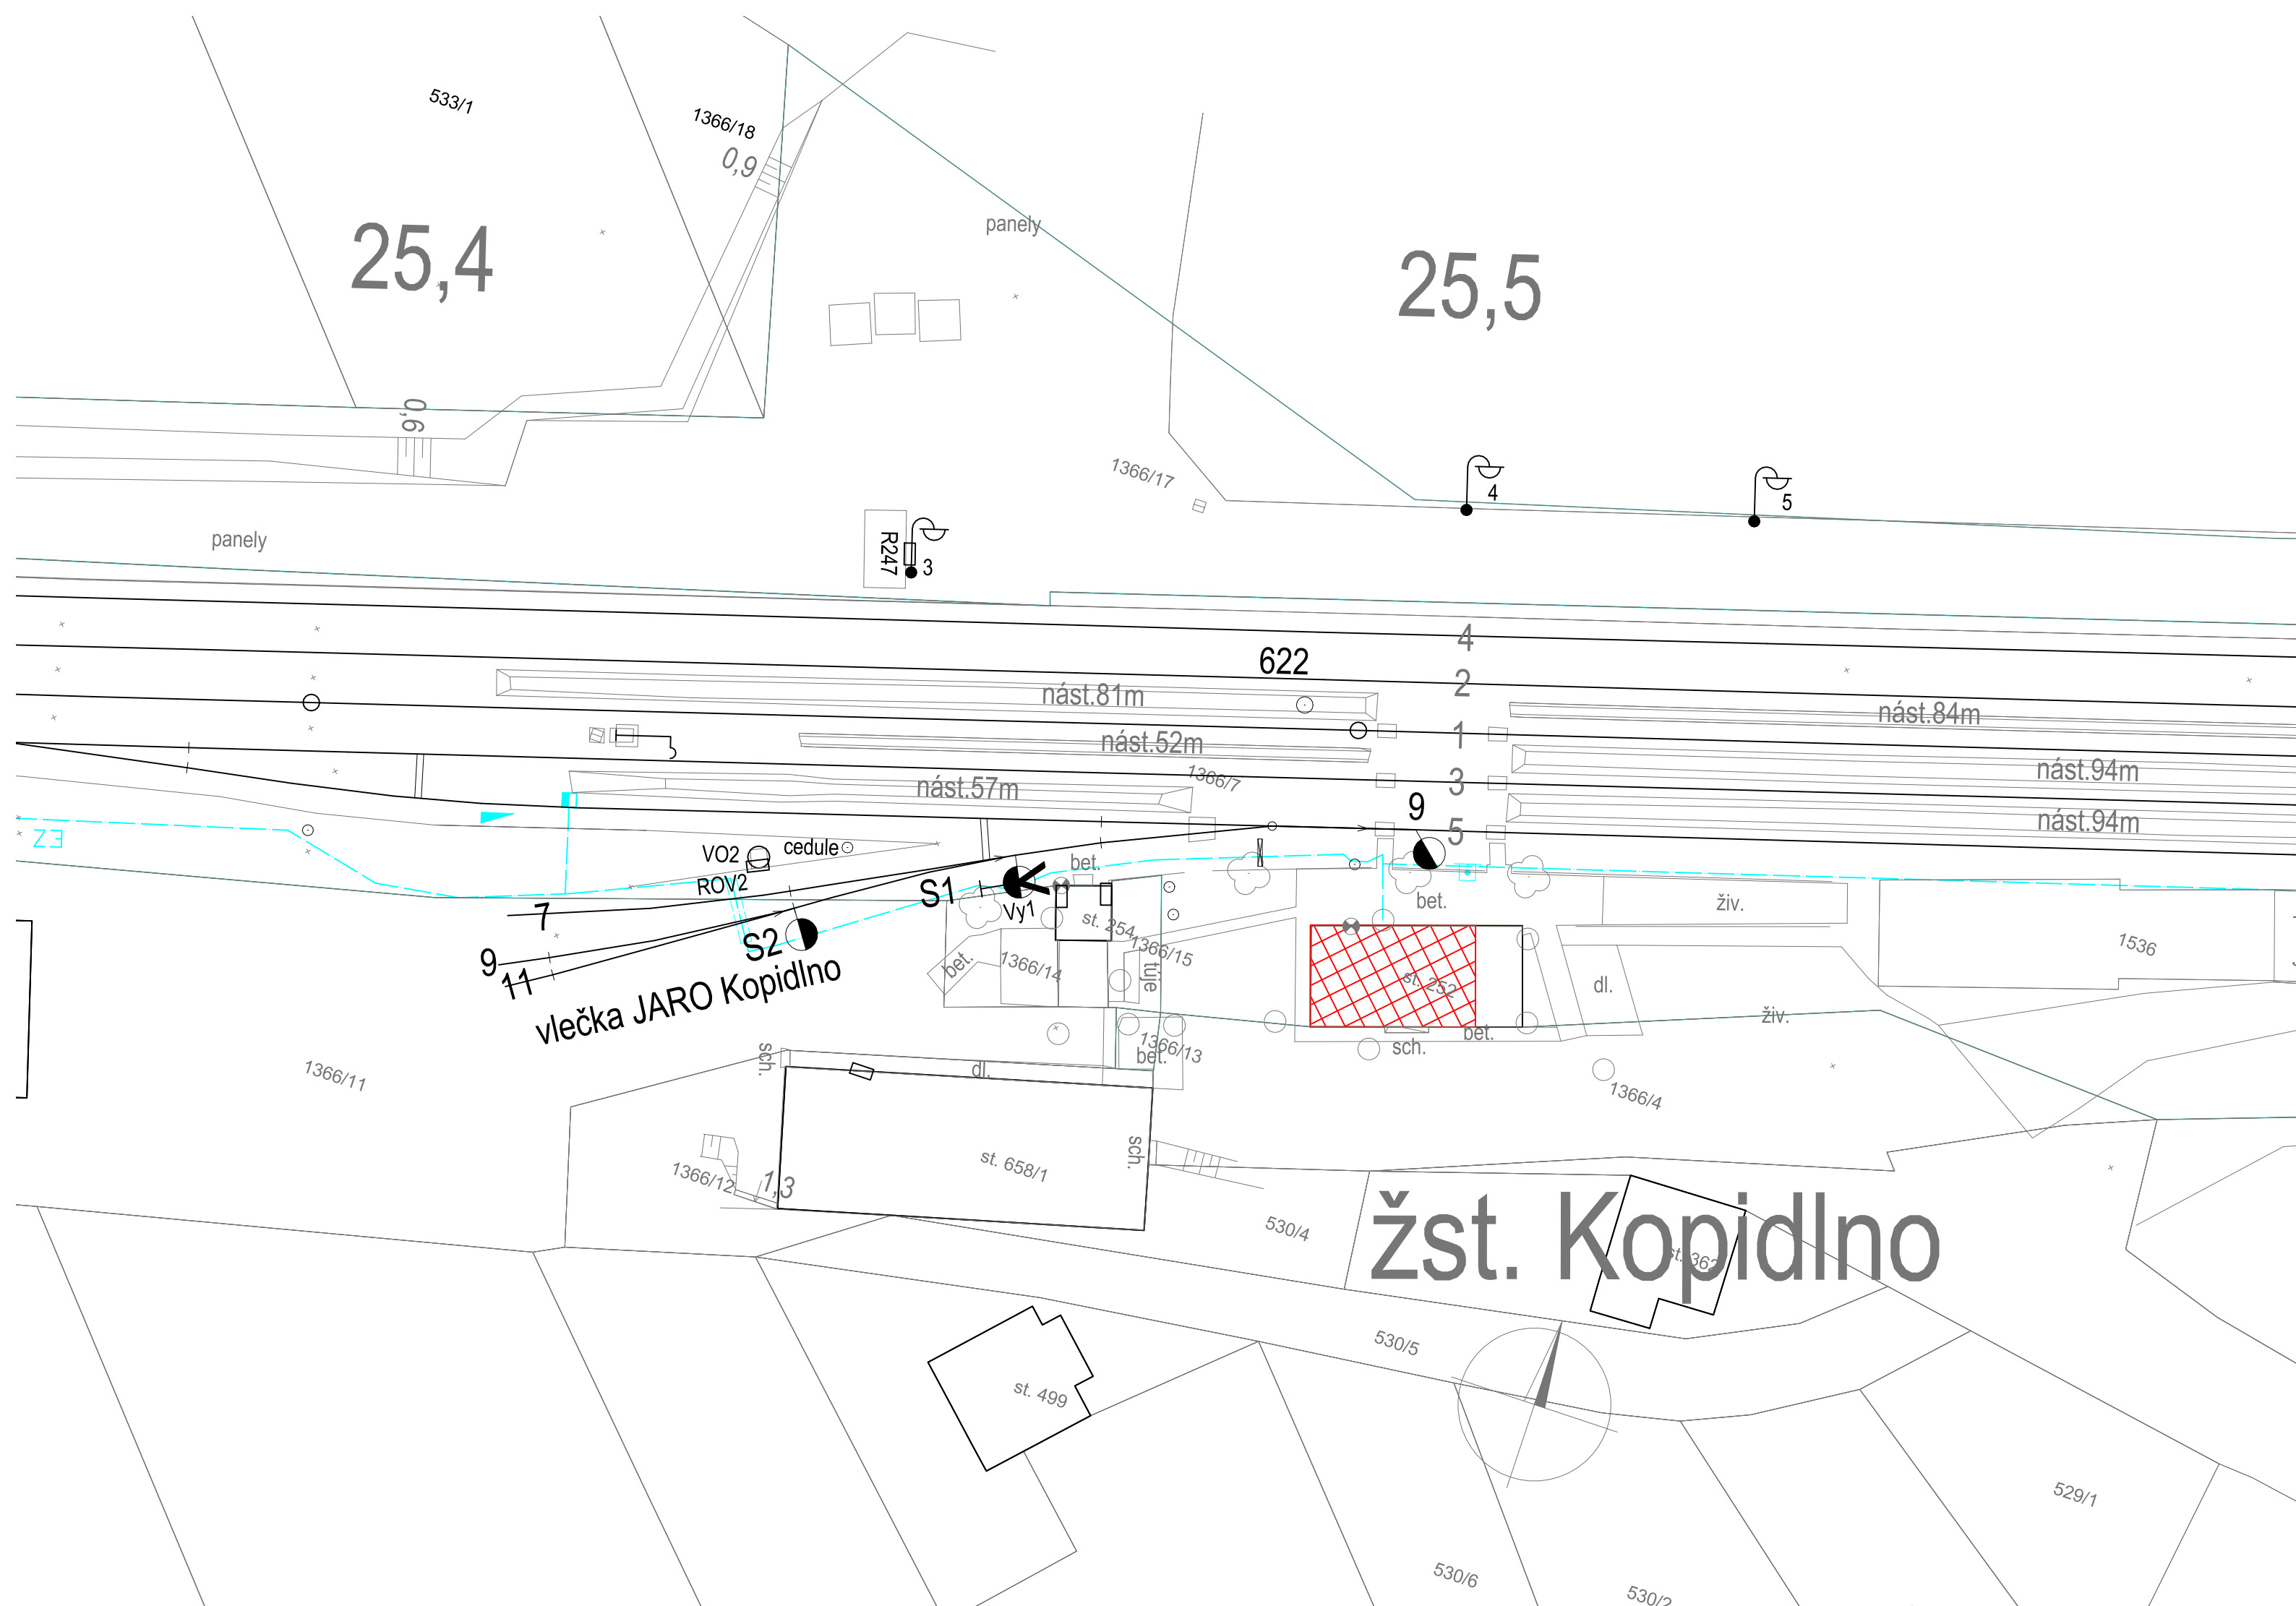 533/1
1366/18
0,9
25,4
panely
25,5
0,6
1366/17
4
5
R247
3
panely
4
622
2
nást.81m
nást.84m
1
nást.52m
1366/7
3
nást.94m
nást.57m
9
5
nást.94m
Z3
VO2
cedule
ROV2
bet.
S1
Vy1
K
7
S2
st. 254
bet.
živ.
9
11
bet.
1366/14
1366/15
túje
st. 252
dl.
1536
vlečka JARO Kopidlno
živ.
1366/13
bet.
sch.
bet.
sch.
dl.
1366/11
1366/4
st. 658/1
sch.
1366/12
1,3
530/4
žst. Kopidlno
st. 362
530/5
st. 499
529/1
530/6
530/2